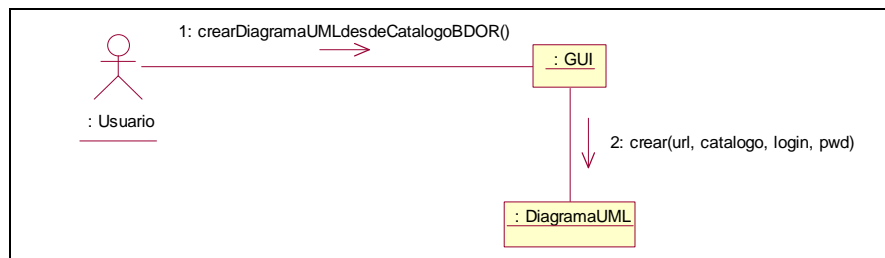 1: crearDiagramaUMLdesdeCatalogoBDOR()
: GUI
: Usuario
2: crear(url, catalogo, login, pwd)
: DiagramaUML